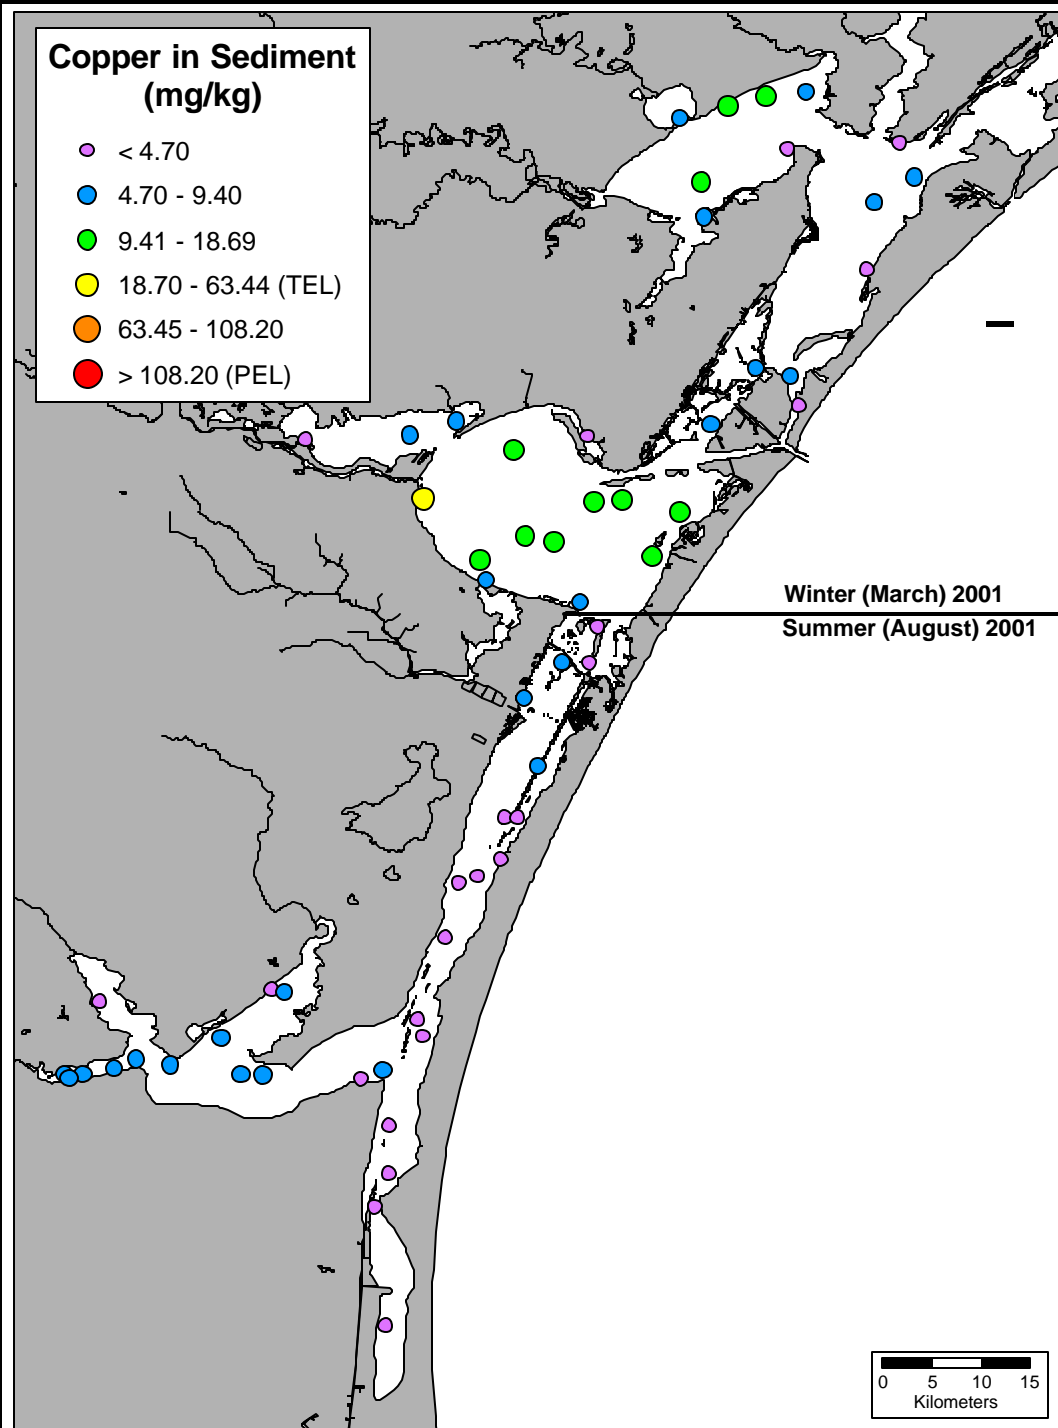 Copper in Sediment
(mg/kg)
< 4.70
4.70 - 9.40
9.41 - 18.69
18.70 - 63.44 (TEL)
63.45 - 108.20
> 108.20 (PEL)
Winter (March) 2001
Summer (August) 2001
0 5 10 15
Kilometers